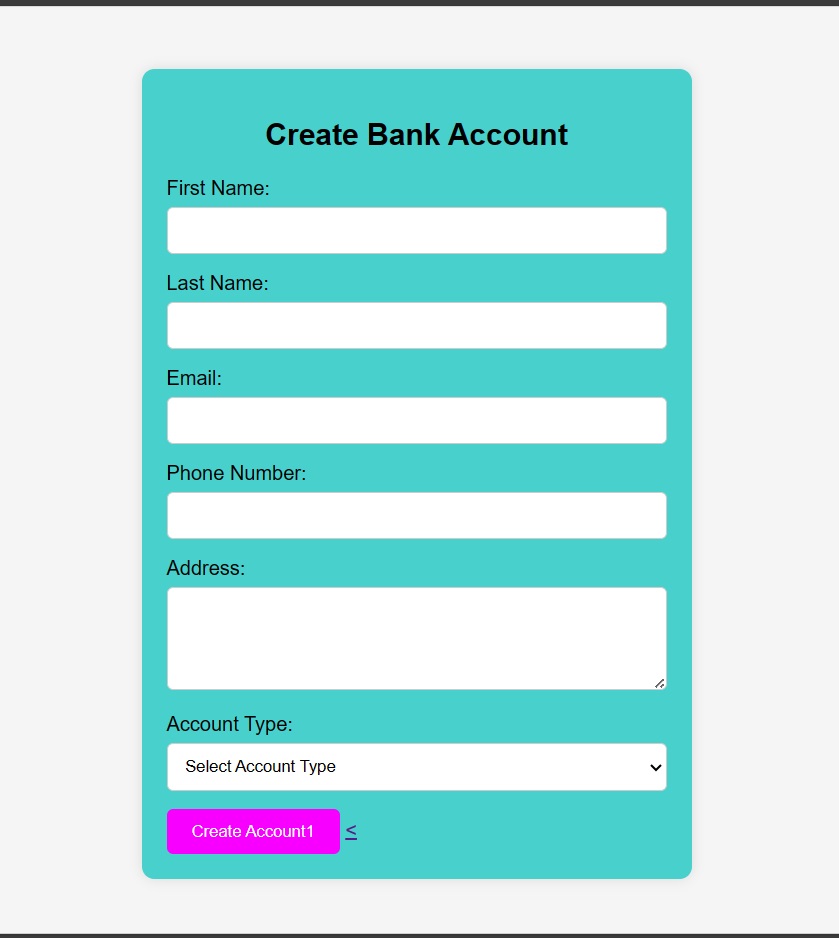 Create Bank Account
First Name:
Last Name:
Email:
Phone Number:
Address:
Account Type:
Select Account Type
Create Account1 <